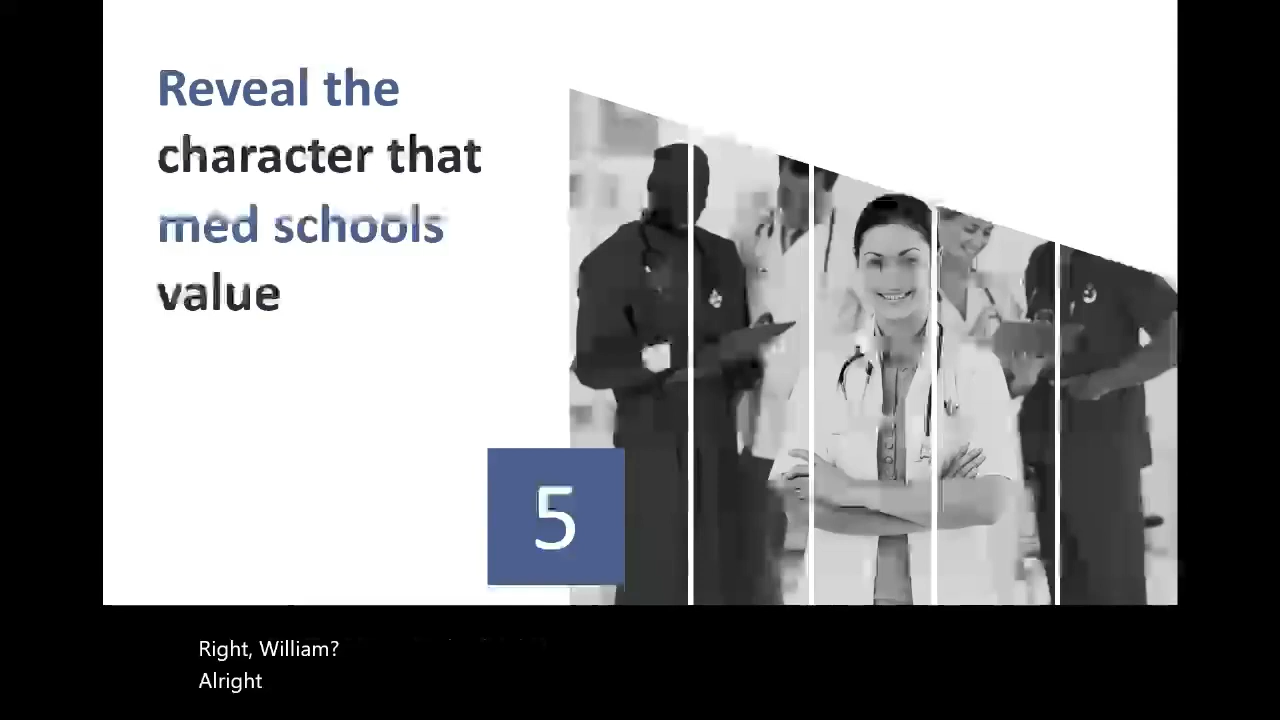 Reveal the
character that
med schools
value
5
Right, William?
Alright